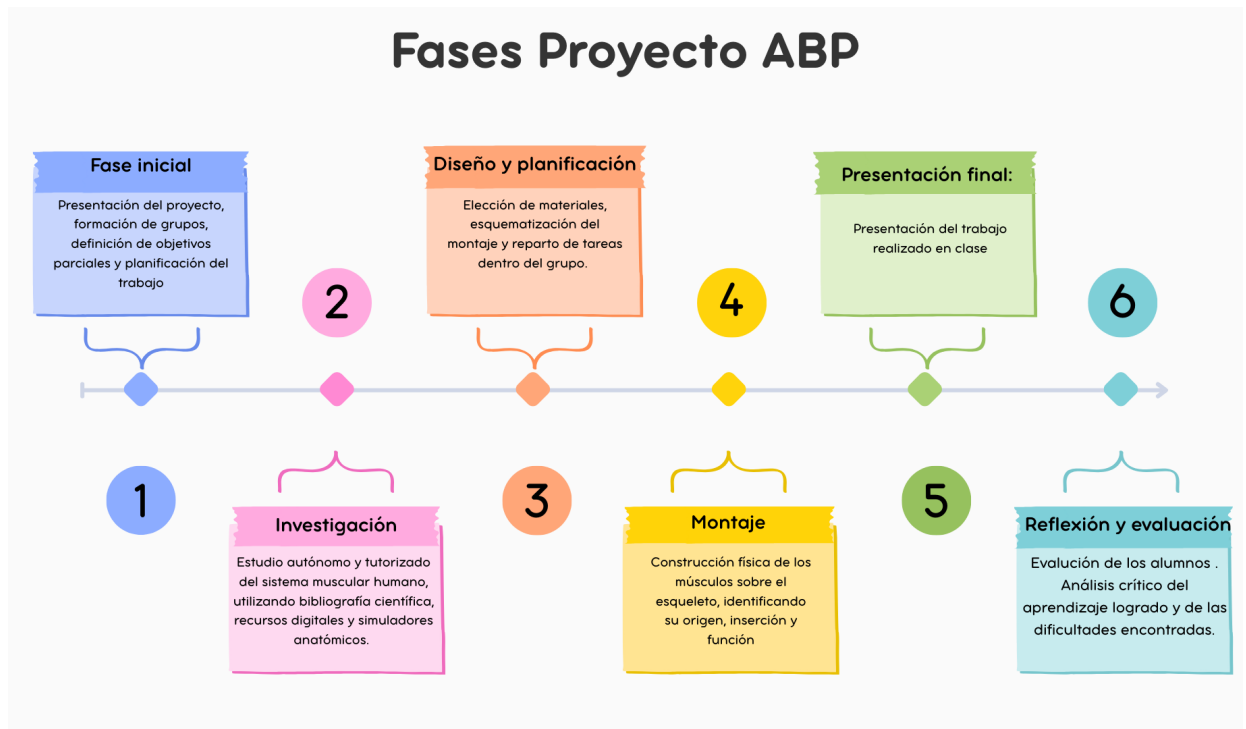 Fases Proyecto ABP
1
Fase inicial
Presentación del proyecto,
formación de grupos,
definición de objetivos
parciales y planificación del
trabajo
2
Investigación
Estudio autónomo y tutorizado
del sistema muscular humano,
utilizando bibliografía científica,
recursos digitales y simuladores
anatómicos.
3
Diseño y planificación
Elección de materiales,
esquematización del
montaje y reparto de tareas
dentro del grupo.
4
Montaje
Construcción física de los
músculos sobre el
esqueleto, identificando
su origen, inserción y
función
5
Presentación final:
Presentación del trabajo
realizado en clase
6
Reflexión y evaluación
Evalución de los alumnos .
Análisis crítico del
aprendizaje logrado y de las
dificultades encontradas.